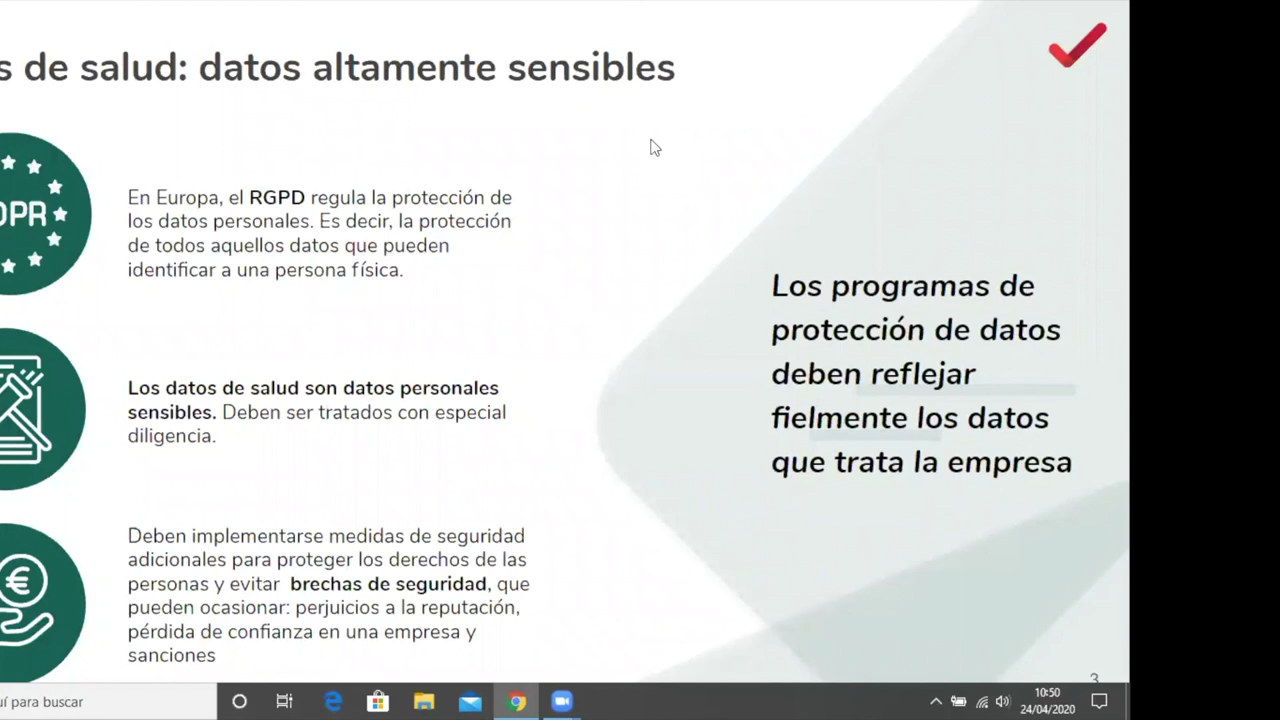 s de salud: datos altamente sensibles
DPR
En Europa, el RGPD regula la protección de
los datos personales. Es decir, la protección
de todos aquellos datos que pueden
identificar a una persona física.
Los datos de salud son datos personales
sensibles. Deben ser tratados con especial
diligencia.
Deben implementarse medidas de seguridad
adicionales para proteger los derechos de las
personas y evitar brechas de seguridad, que
pueden ocasionar: perjuicios a la reputación,
pérdida de confianza en una empresa y
sanciones
Los programas de
protección de datos
deben reflejar
fielmente los datos
que trata la empresa
3
uí para buscar
10:50
24/04/2020